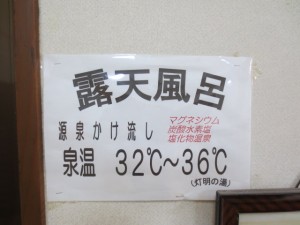 露天風呂
源泉かけ流し
マグネシウム
炭酸水素塩
塩化物温泉
泉温 32℃～36℃
(灯明の湯)